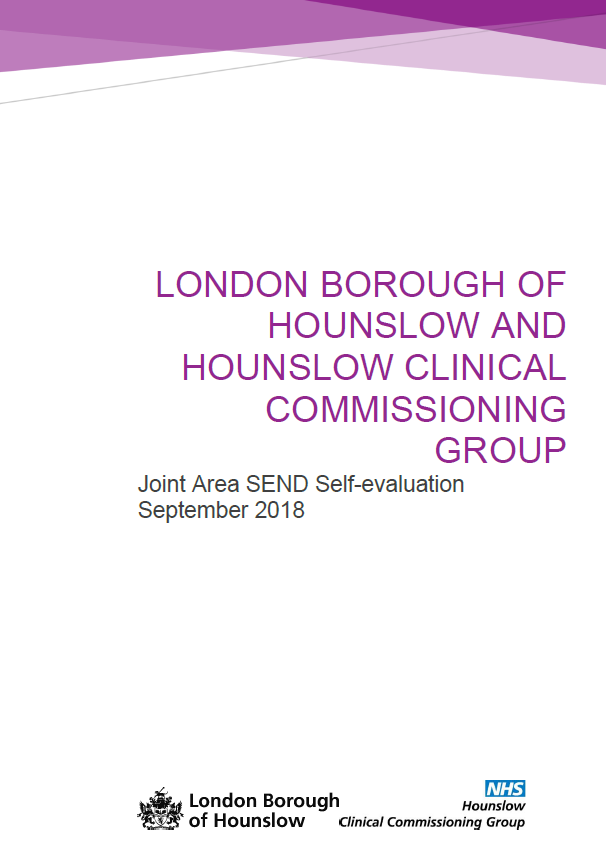 LONDON BOROUGH OF
HOUNSLOW AND
HOUNSLOW CLINICAL
COMMISSIONING
GROUP
Joint Area SEND Self-evaluation
September 2018
London Borough
of Hounslow
NHS
Hounslow
Clinical Commissioning Group